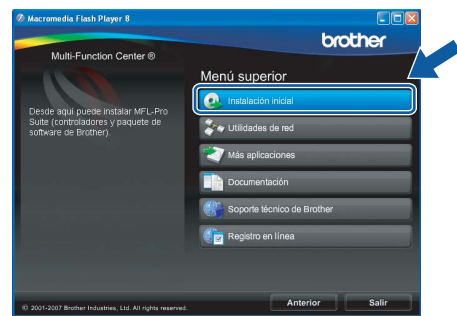 Macromedia Flash Player 8
brother
Multi-Function Center ®
Menú superior
Desde aquí puede instalar MFL-Pro
Suite (controladores y paquete de
software de Brother).
Instalación inicial
Utilidades de red
Más aplicaciones
Documentación
Soporte técnico de Brother
Registro en línea
© 2001-2007 Brother Industries, Ltd. All rights reserved.
Anterior
Salir